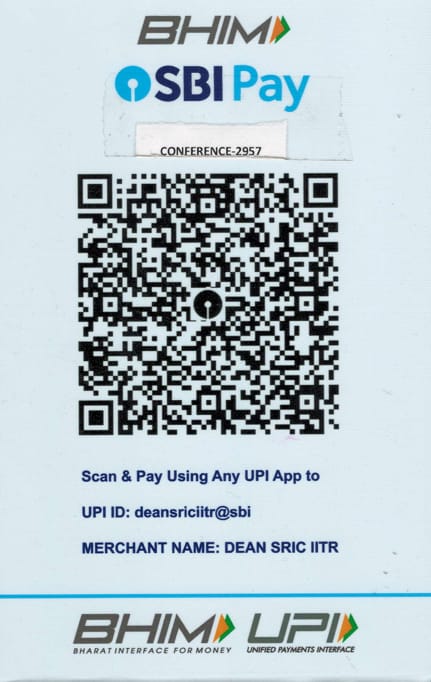 BHIM
SBI Pay
CONFERENCE-2957
Scan & Pay Using Any UPI App to
UPI ID: deansriciitr@sbi
MERCHANT NAME: DEAN SRIC IITR
BHIM UPI
BHARAT INTERFACE FOR MONEY UNIFIED PAYMENTS INTERFACE